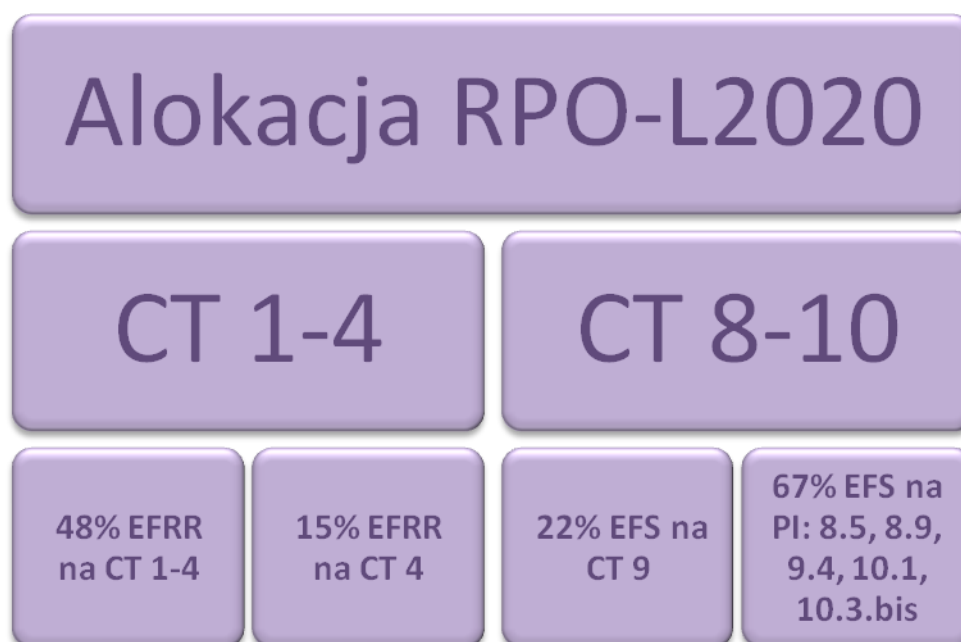 Alokacja RPO-L2020
CT 1-4
CT 8-10
48% EFRR
na CT 1-4
15% EFRR
na CT 4
22% EFS na
CT 9
67% EFS na
PI: 8.5, 8.9,
9.4, 10.1,
10.3.bis